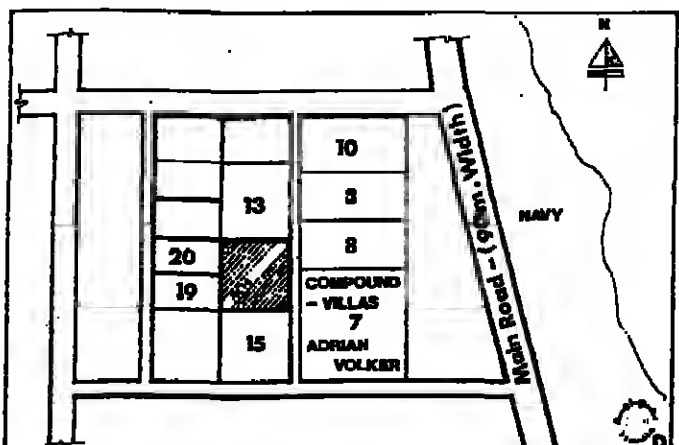 N
10
13
3
NAVY
8
20
19
COMPOUND
- VILLAS
7
15
ADRIAN
VOLKER
Main Road - (90m. Width)